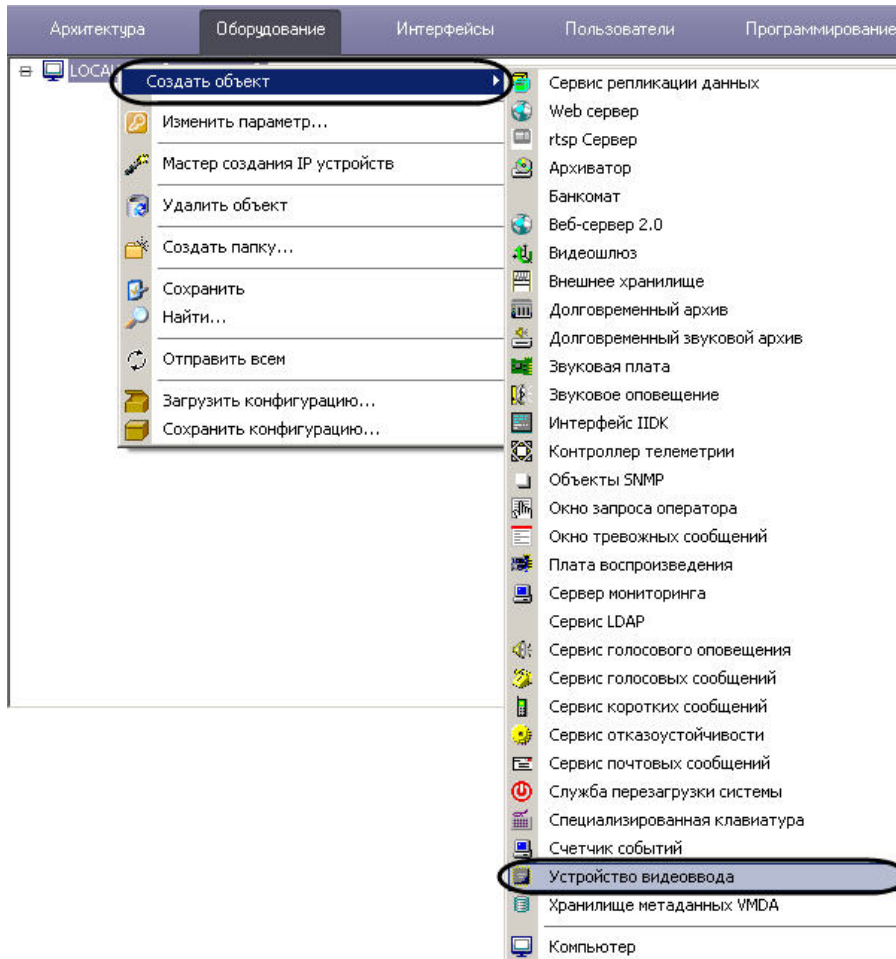 Архитектура Оборудование Интерфейсы Пользователи Программирование
LOCAL
Создать объект
Изменить параметр...
Мастер создания IP устройств
Удалить объект
Создать папку...
Сохранить
Найти...
Отправить всем
Загрузить конфигурацию...
Сохранить конфигурацию...
Сервис репликации данных
Web сервер
rtsp Сервер
Архиватор
Банкомат
Веб-сервер 2.0
Видеошлюз
Внешнее хранилище
Долговременный архив
Долговременный звуковой архив
Звуковая плата
Звуковое оповещение
Интерфейс IIDK
Контроллер телеметрии
Объекты SNMP
Окно запроса оператора
Окно тревожных сообщений
Плата воспроизведения
Сервер мониторинга
Сервис LDAP
Сервис голосового оповещения
Сервис голосовых сообщений
Сервис коротких сообщений
Сервис отказоустойчивости
Сервис почтовых сообщений
Служба перезагрузки системы
Специализированная клавиатура
Счетчик событий
Устройство видеоввода
Хранилище метаданных VMDA
Компьютер